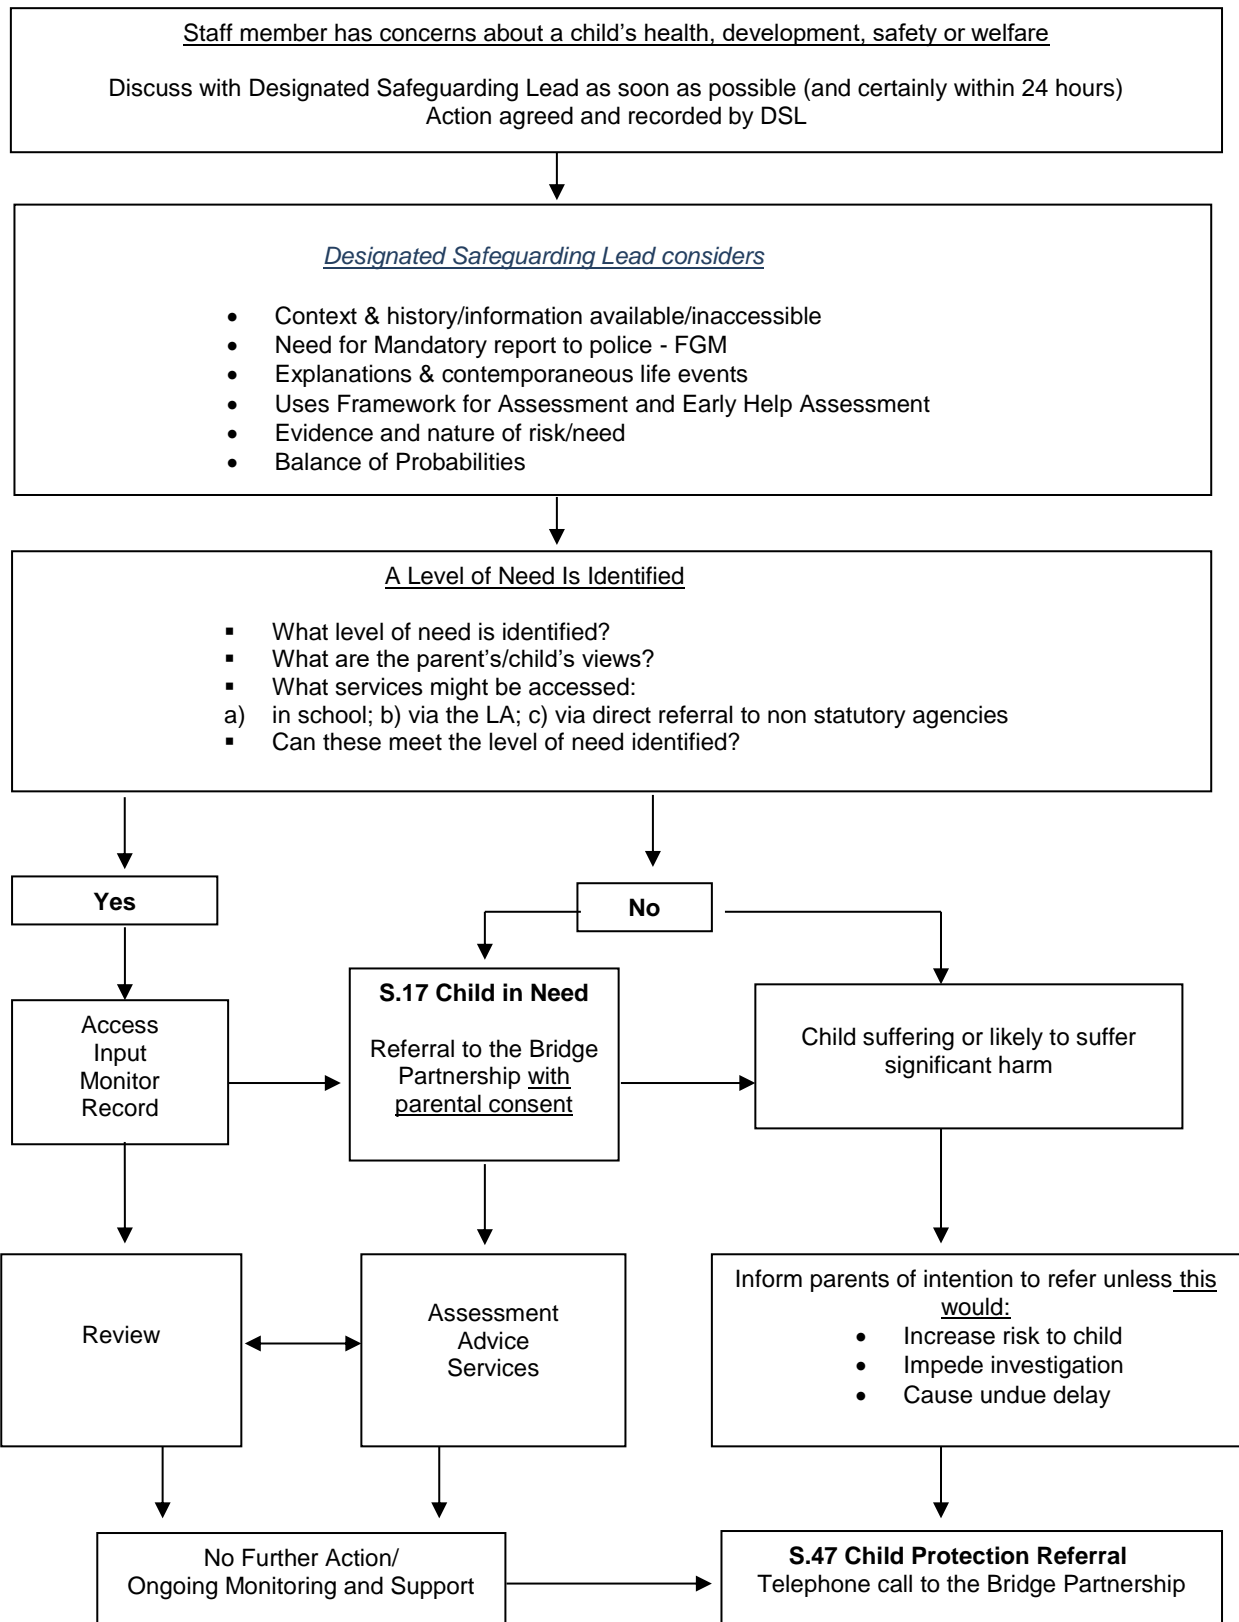 Staff member has concerns about a child’s health, development, safety or welfare
Discuss with Designated Safeguarding Lead as soon as possible (and certainly within 24 hours)
Action agreed and recorded by DSL
Designated Safeguarding Lead considers
• Context & history/information available/inaccessible
• Need for Mandatory report to police - FGM
• Explanations & contemporaneous life events
• Uses Framework for Assessment and Early Help Assessment
• Evidence and nature of risk/need
• Balance of Probabilities
A Level of Need Is Identified
▪ What level of need is identified?
▪ What are the parent’s/child’s views?
▪ What services might be accessed:
a) in school; b) via the LA; c) via direct referral to non statutory agencies
▪ Can these meet the level of need identified?
Yes
No
Access
Input
Monitor
Record
S.17 Child in Need
Referral to the Bridge
Partnership with
parental consent
Child suffering or likely to suffer
significant harm
Review
Assessment
Advice
Services
Inform parents of intention to refer unless this
would:
• Increase risk to child
• Impede investigation
• Cause undue delay
No Further Action/
Ongoing Monitoring and Support
S.47 Child Protection Referral
Telephone call to the Bridge Partnership